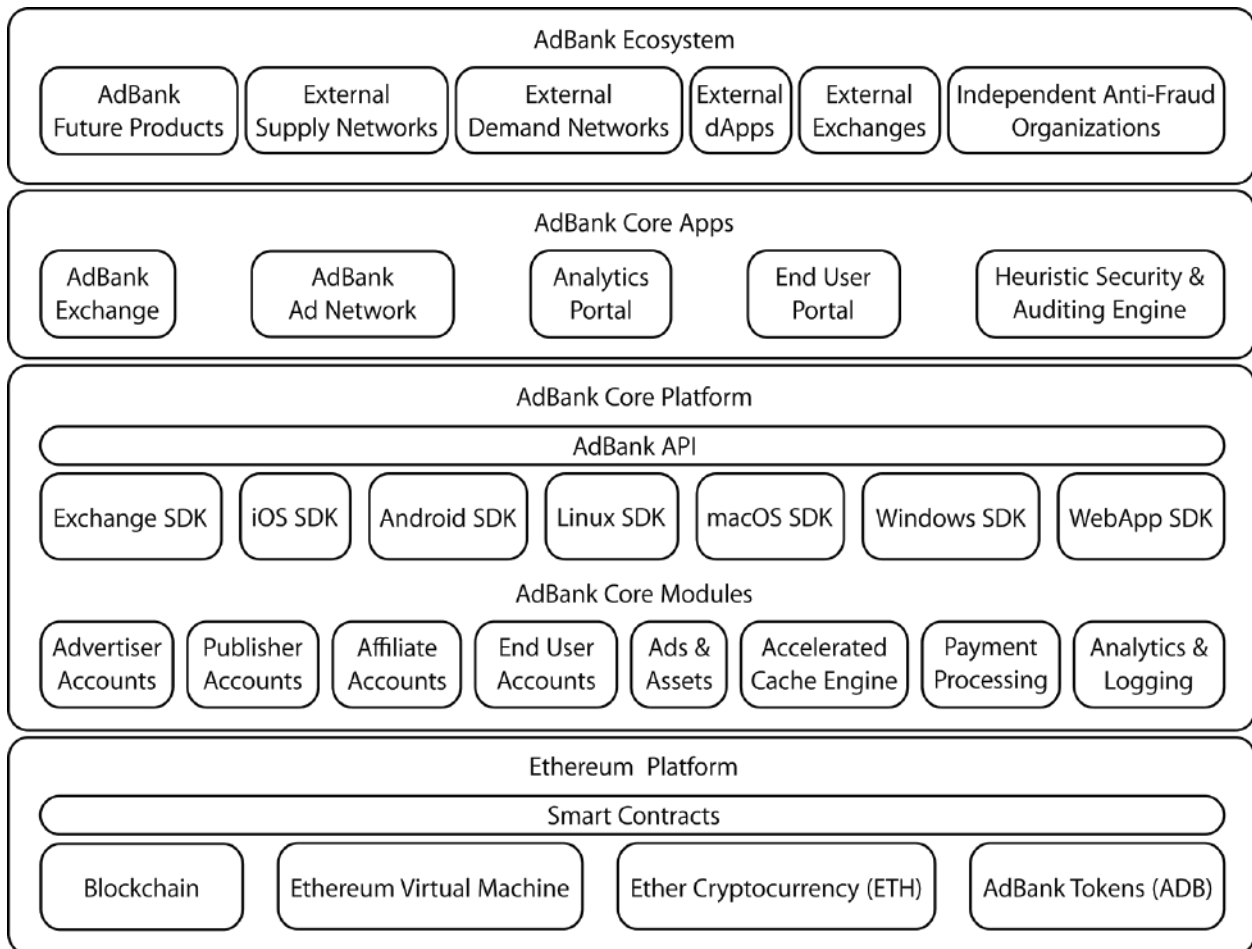 AdBank Ecosystem
AdBank
Future Products
External
Supply Networks
External
Demand Networks
External
dApps
External
Exchanges
Independent Anti-Fraud
Organizations
AdBank Core Apps
AdBank
Exchange
AdBank
Ad Network
Analytics
Portal
End User
Portal
Heuristic Security &
Auditing Engine
AdBank Core Platform
AdBank API
Exchange SDK
iOS SDK
Android SDK
Linux SDK
macOS SDK
Windows SDK
WebApp SDK
AdBank Core Modules
Advertiser
Accounts
Publisher
Accounts
Affiliate
Accounts
End User
Accounts
Ads &
Assets
Accelerated
Cache Engine
Payment
Processing
Analytics &
Logging
Ethereum Platform
Smart Contracts
Blockchain
Ethereum Virtual Machine
Ether Cryptocurrency (ETH)
AdBank Tokens (ADB)